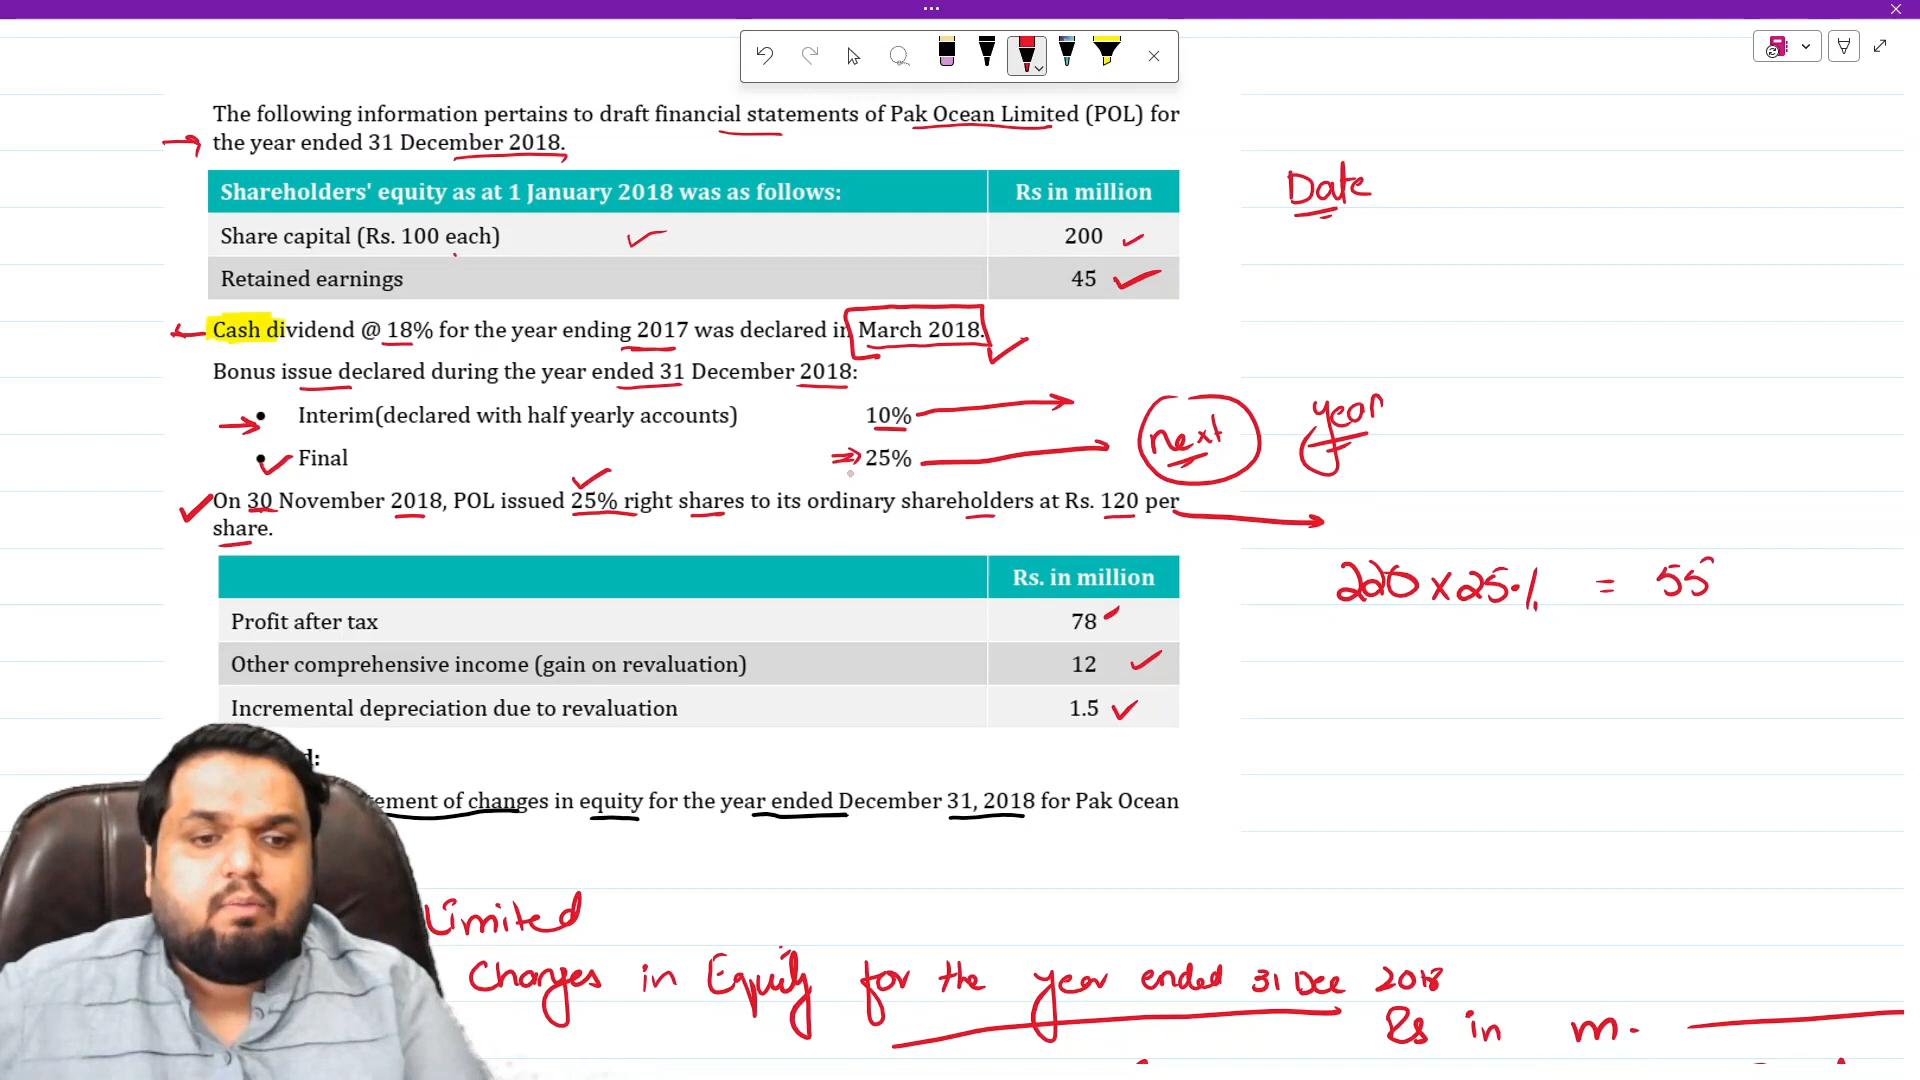 The following information pertains to draft financial statements of Pak Ocean Limited (POL) for
the year ended 31 December 2018.
Date
Shareholders' equity as at 1 January 2018 was as follows: Rs in million
Share capital (Rs. 100 each) 200
Retained earnings 45
Cash dividend @ 18% for the year ending 2017 was declared in March 2018.
Bonus issue declared during the year ended 31 December 2018:
• Interim(declared with half yearly accounts) 10%
next year
• Final 25%
On 30 November 2018, POL issued 25% right shares to its ordinary shareholders at Rs. 120 per
share.
220 x 25% = 55
Rs. in million
Profit after tax 78
Other comprehensive income (gain on revaluation) 12
Incremental depreciation due to revaluation 1.5
of changes in equity for the year ended December 31, 2018 for Pak Ocean
Limited
Changes in Equity for the year ended 31 Dec 2018
Rs in m.